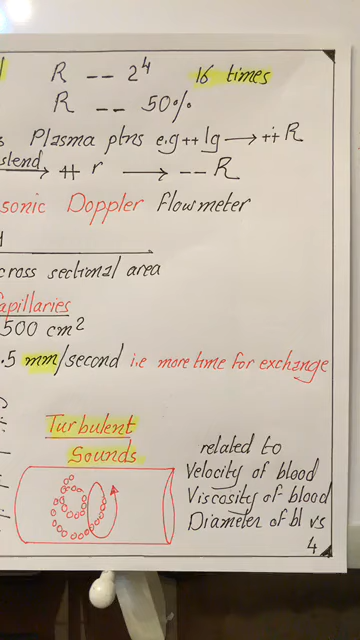 R -- 2⁴ 16 times
R -- 50%
Plasma ptns e.g ++ Ig → ++ R
++ r → -- R
sonic Doppler flowmeter
cross sectional area
apillaries
500 cm²
.5 mm/second i.e more time for exchange
Turbulent
Sounds
related to
Velocity of blood
Viscosity of blood
Diameter of bl vs
4